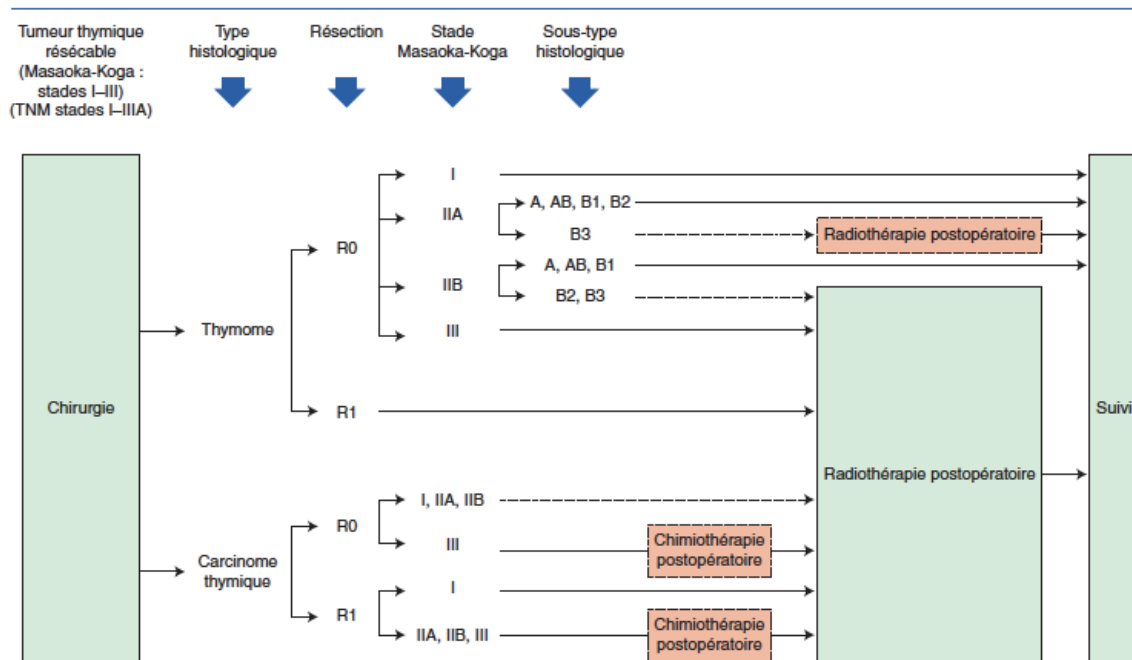 Tumeur thymique
résécable
(Masaoka-Koga :
stades I–III)
(TNM stades I–IIIA)
Type
histologique
Résection
Stade
Masaoka-Koga
Sous-type
histologique
Chirurgie
Thymome
R0
I
IIA
A, AB, B1, B2
B3
Radiothérapie postopératoire
IIB
A, AB, B1
B2, B3
III
R1
Radiothérapie postopératoire
Suivi
Carcinome
thymique
R0
I, IIA, IIB
III
Chimiothérapie
postopératoire
R1
I
IIA, IIB, III
Chimiothérapie
postopératoire